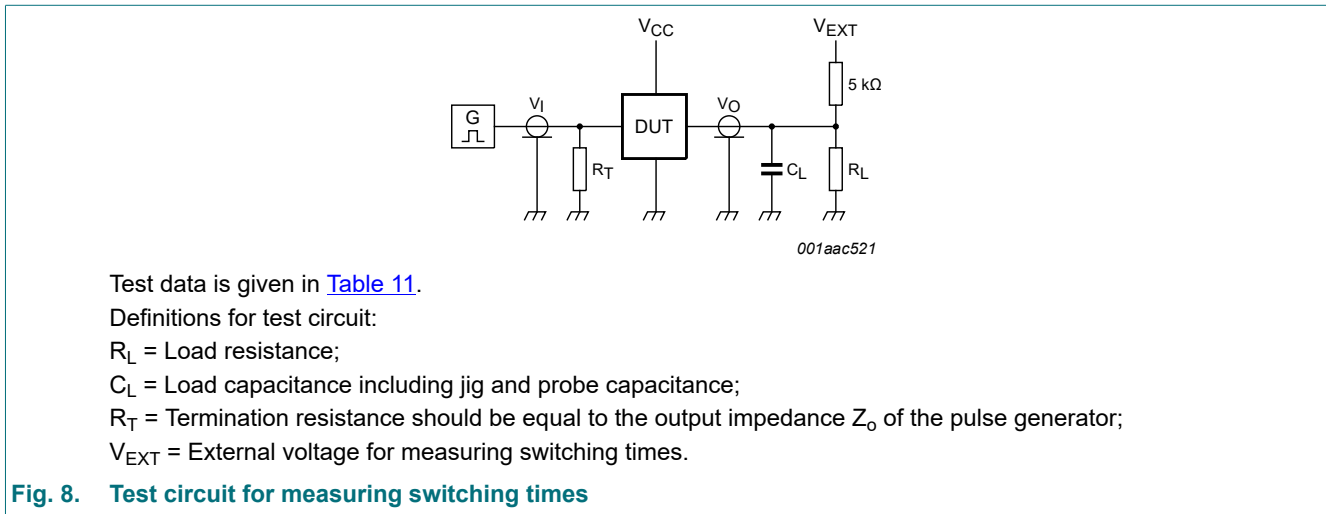 VCC
VEXT
5 kΩ
G
VI
DUT
VO
RT
CL
RL
001aac521
Test data is given in Table 11.
Definitions for test circuit:
RL = Load resistance;
CL = Load capacitance including jig and probe capacitance;
RT = Termination resistance should be equal to the output impedance Zo of the pulse generator;
VEXT = External voltage for measuring switching times.
Fig. 8. Test circuit for measuring switching times